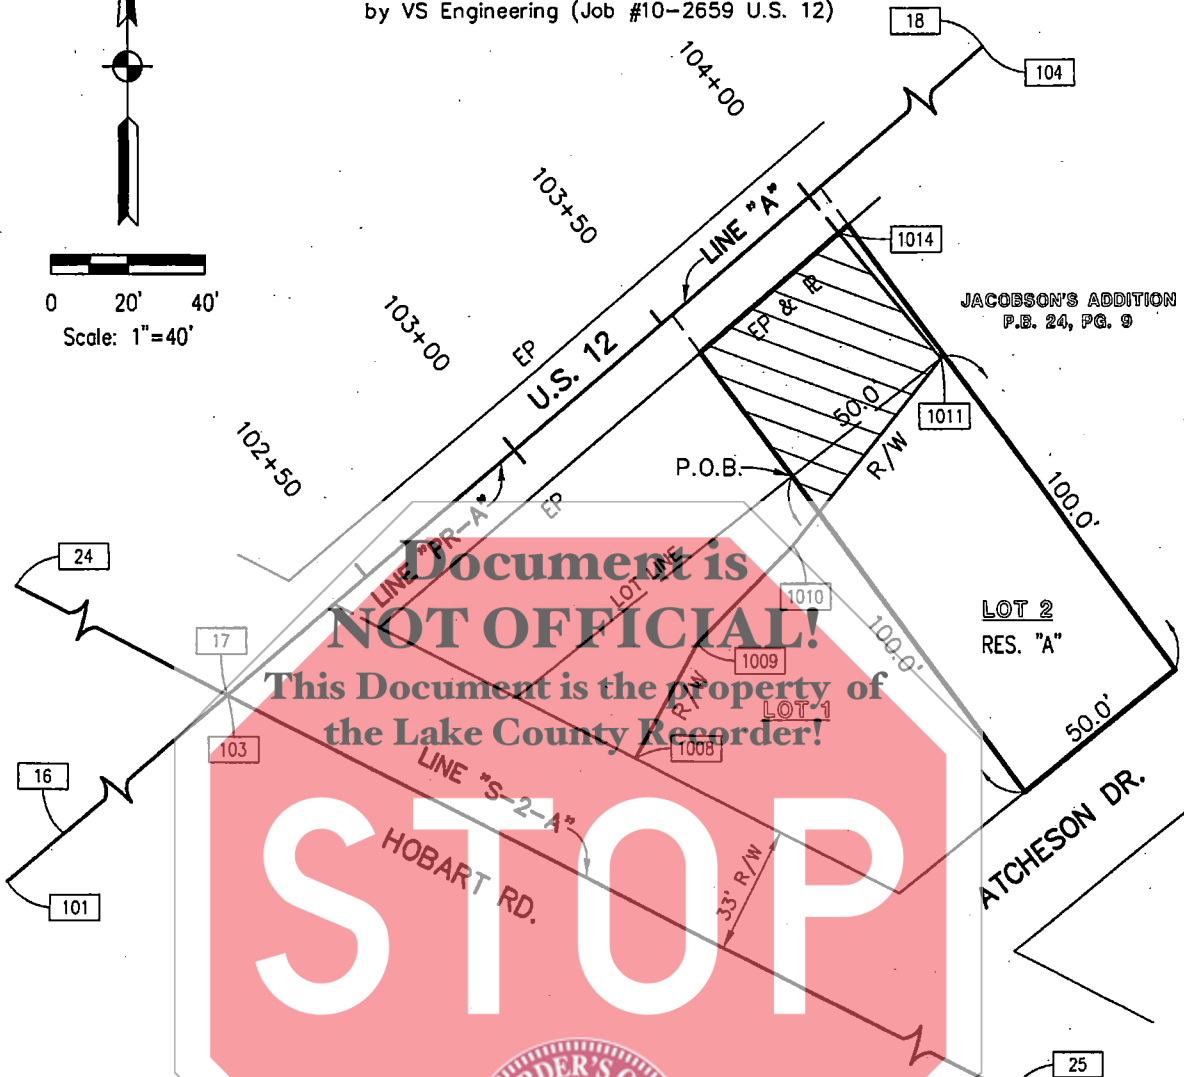 by VS Engineering (Job #10-2659 U.S. 12)
18
104
104+00
103+50
LINE "A"
1014
0 20' 40'
Scale: 1"=40'
JACOBSON'S ADDITION
P.B. 24, PG. 9
EP &
103+00
EP
U.S. 12
50.0'
1011
R/W
102+50
P.O.B.
LINE "PR-A"
EP
100.0'
24
Document is
LOT LINE
1010
LOT 2
NOT OFFICIAL!
100.0'
RES. "A"
17
1009
This Document is the property of
R/W
LOT 1
the Lake County Recorder!
50.0'
103
1008
16
LINE "S-2-A"
ATCHESON DR.
STOP
HOBART RD.
33' R/W
101
25